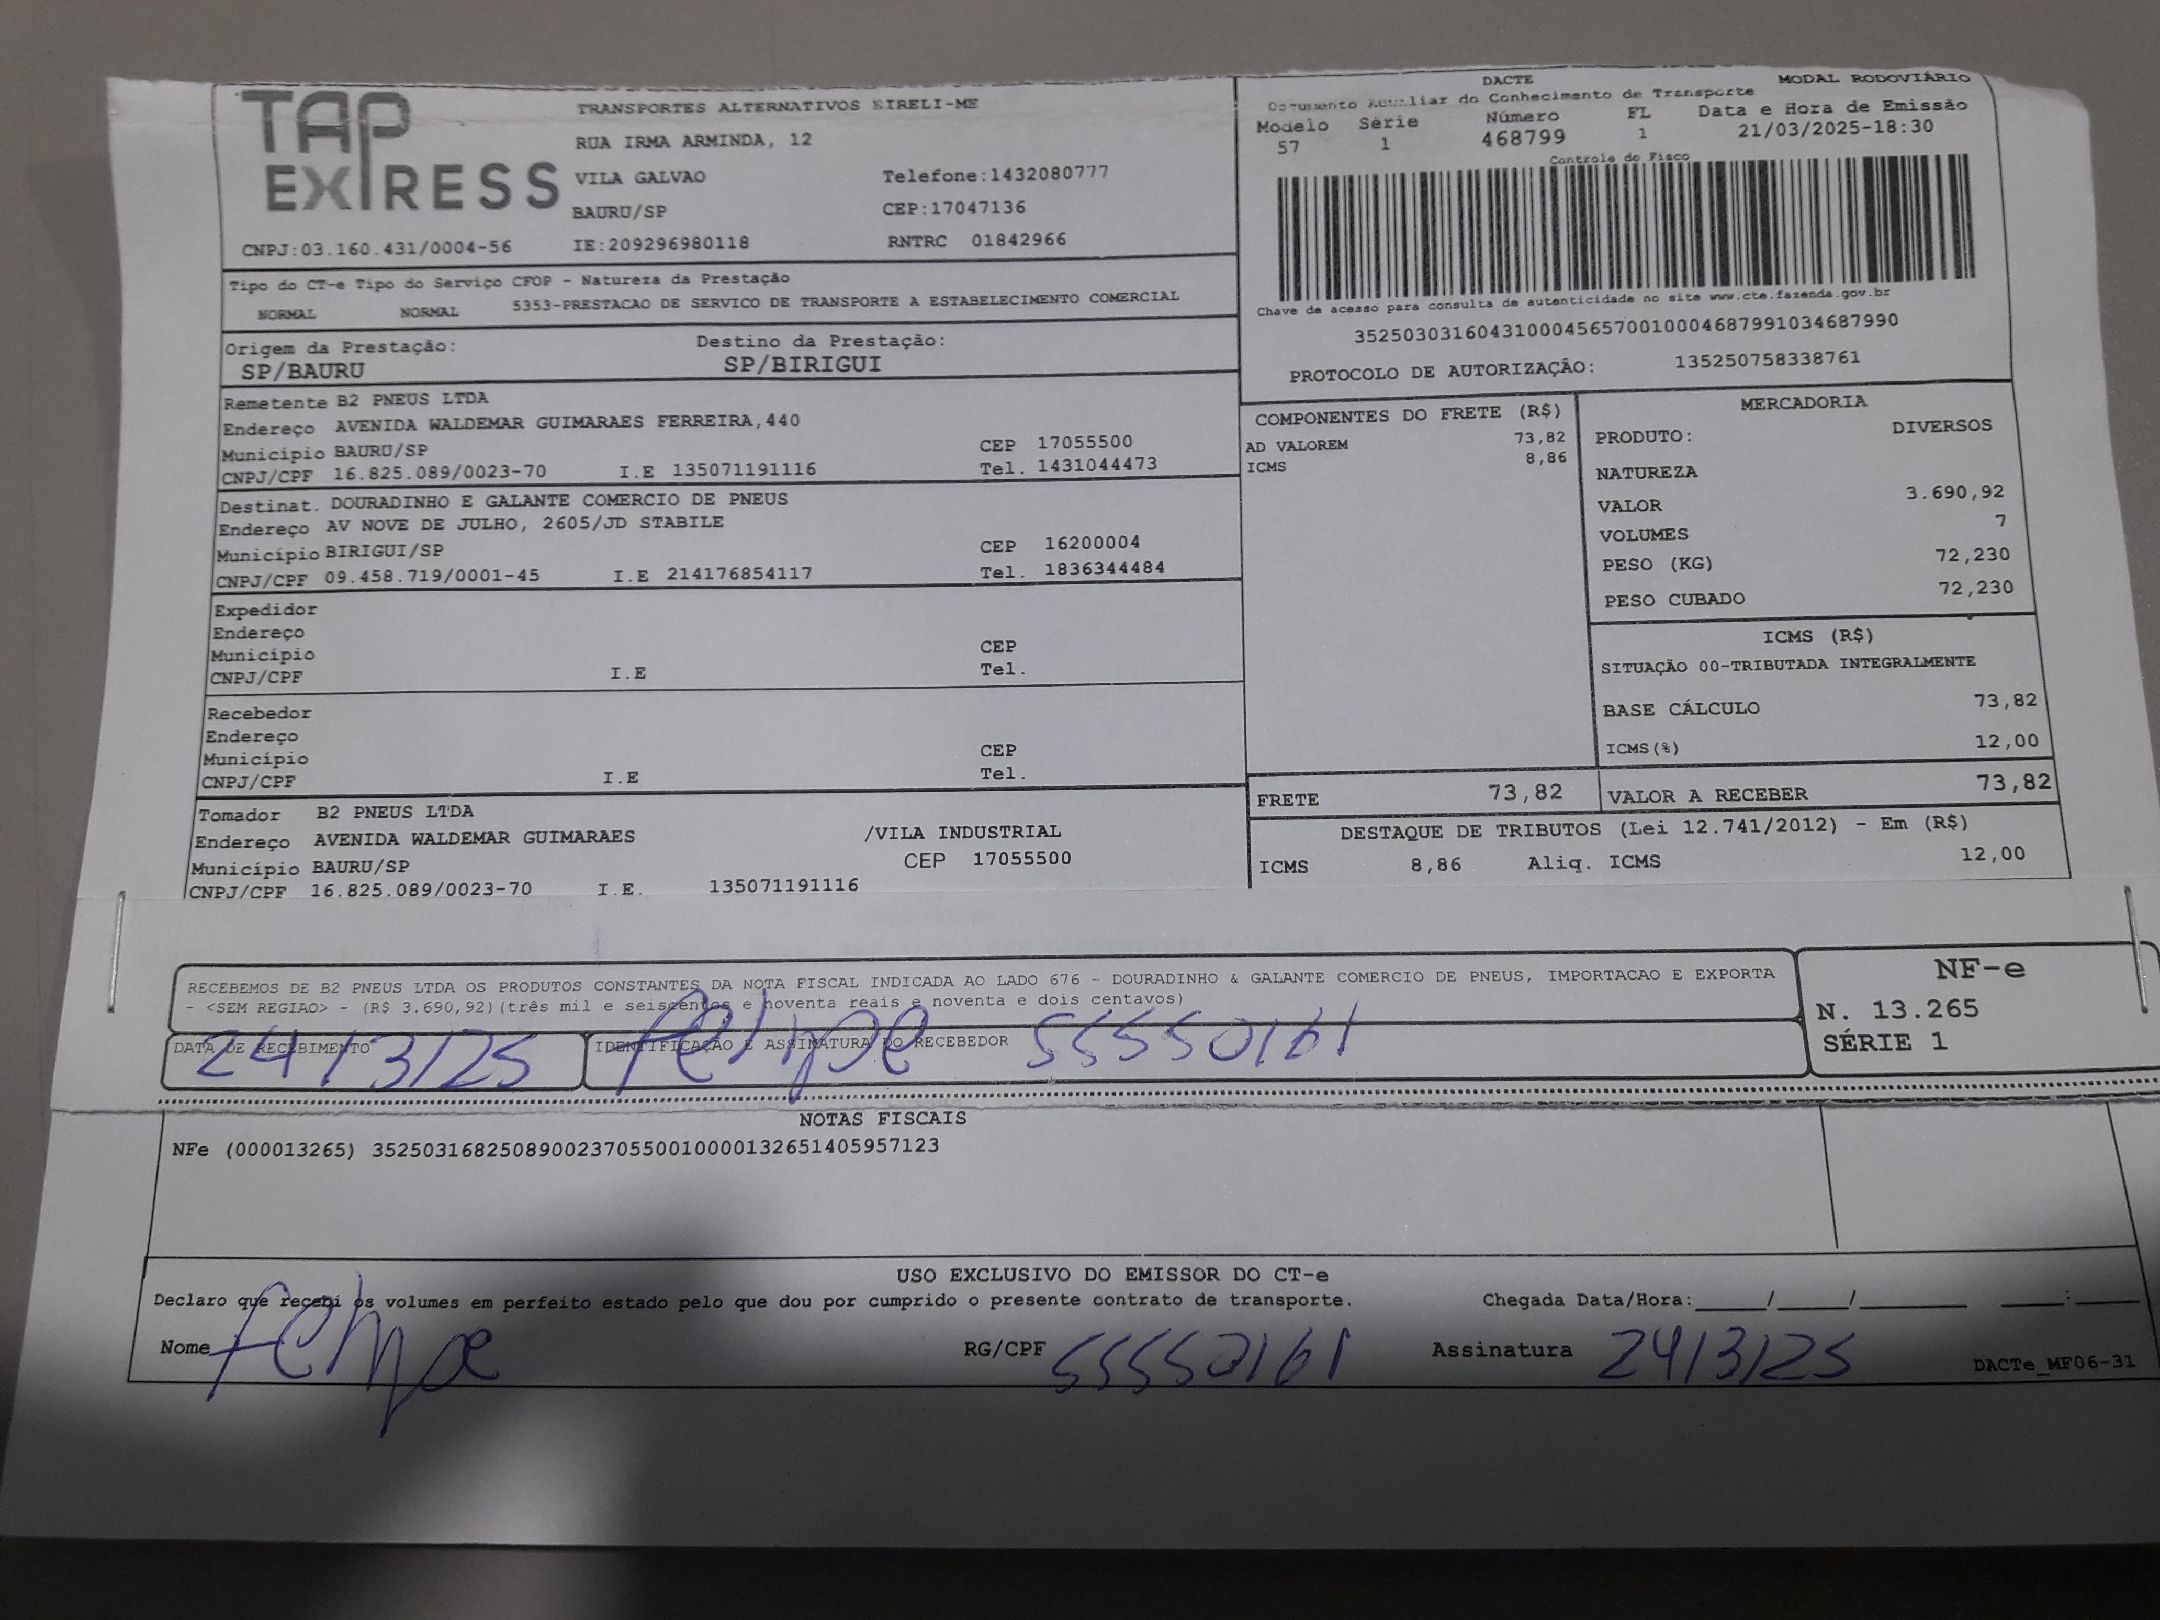 TAP EXPRESS
TRANSPORTES ALTERNATIVOS EIRELI-ME
RUA IRMA ARMINDA, 12
VILA GALVAO Telefone:1432080777
BAURU/SP CEP:17047136
CNPJ:03.160.431/0004-56 IE:209296980118 RNTRC 01842966
DACTE MODAL RODOVIÁRIO
Documento Auxiliar do Conhecimento de Transporte
Modelo Série Número FL Data e Hora de Emissão
57 1 468799 1 21/03/2025-18:30
Controle do Fisco
Chave de acesso para consulta de autenticidade no site www.cte.fazenda.gov.br
35250303160431000456570010004687991034687990
PROTOCOLO DE AUTORIZAÇÃO: 135250758338761
Tipo do CT-e Tipo do Serviço CFOP - Natureza da Prestação
NORMAL NORMAL 5353-PRESTACAO DE SERVICO DE TRANSPORTE A ESTABELECIMENTO COMERCIAL
Origem da Prestação: Destino da Prestação:
SP/BAURU SP/BIRIGUI
Remetente B2 PNEUS LTDA
Endereço AVENIDA WALDEMAR GUIMARAES FERREIRA,440
Município BAURU/SP CEP 17055500
CNPJ/CPF 16.825.089/0023-70 I.E 135071191116 Tel. 1431044473
Destinat. DOURADINHO E GALANTE COMERCIO DE PNEUS
Endereço AV NOVE DE JULHO, 2605/JD STABILE
Município BIRIGUI/SP CEP 16200004
CNPJ/CPF 09.458.719/0001-45 I.E 214176854117 Tel. 1836344484
Expedidor
Endereço
Município CEP
CNPJ/CPF I.E Tel.
Recebedor
Endereço
Município CEP
CNPJ/CPF I.E Tel.
Tomador B2 PNEUS LTDA
Endereço AVENIDA WALDEMAR GUIMARAES /VILA INDUSTRIAL
Município BAURU/SP CEP 17055500
CNPJ/CPF 16.825.089/0023-70 I.E. 135071191116
COMPONENTES DO FRETE (R$)
AD VALOREM 73,82
ICMS 8,86
MERCADORIA
PRODUTO: DIVERSOS
NATUREZA
VALOR 3.690,92
VOLUMES 7
PESO (KG) 72,230
PESO CUBADO 72,230
ICMS (R$)
SITUAÇÃO 00-TRIBUTADA INTEGRALMENTE
BASE CÁLCULO 73,82
ICMS(%) 12,00
FRETE 73,82 VALOR A RECEBER 73,82
DESTAQUE DE TRIBUTOS (Lei 12.741/2012) - Em (R$)
ICMS 8,86 Aliq. ICMS 12,00
RECEBEMOS DE B2 PNEUS LTDA OS PRODUTOS CONSTANTES DA NOTA FISCAL INDICADA AO LADO 676 - DOURADINHO & GALANTE COMERCIO DE PNEUS, IMPORTACAO E EXPORTA
- <SEM REGIAO> - (R$ 3.690,92)(três mil e seiscentos e noventa reais e noventa e dois centavos)
DATA DE RECEBIMENTO IDENTIFICAÇÃO E ASSINATURA DO RECEBEDOR
24/3/25 Felipe 55550161
NF-e
N. 13.265
SÉRIE 1
NOTAS FISCAIS
NFe (000013265) 35250316825089002370550010000132651405957123
USO EXCLUSIVO DO EMISSOR DO CT-e
Declaro que recebi os volumes em perfeito estado pelo que dou por cumprido o presente contrato de transporte. Chegada Data/Hora:____/____/______ ___:___
Nome Felipe RG/CPF 55550161 Assinatura 24/3/25 DACTe_MF06-31